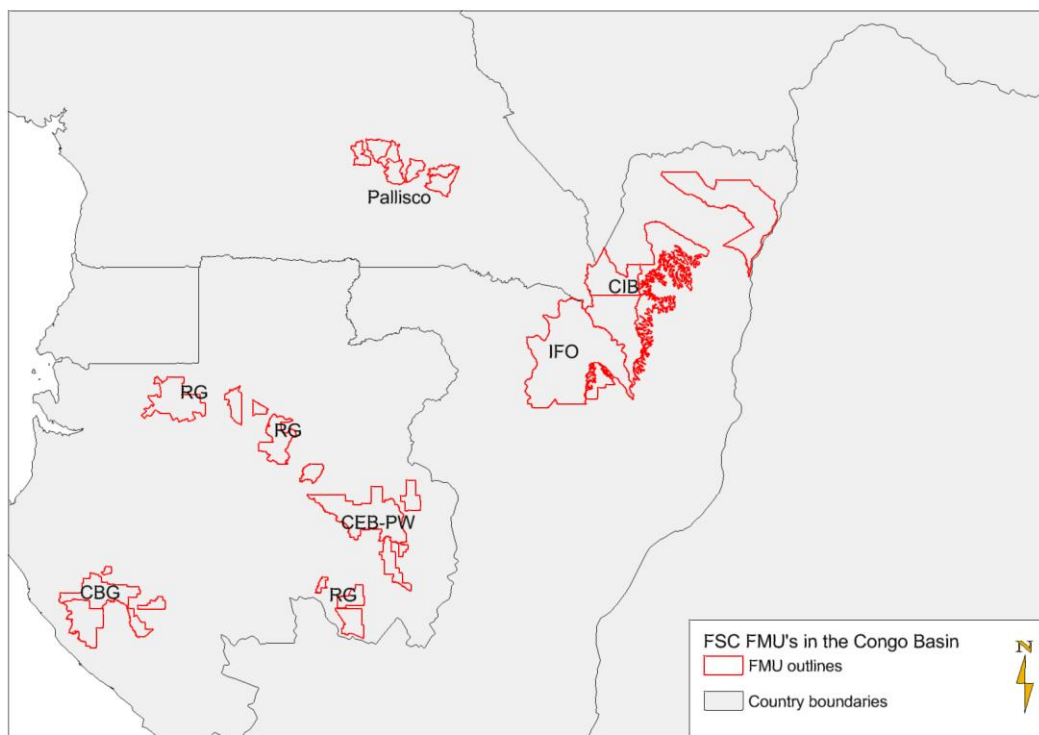 Pallisco
CIB
IFO
RG
RG
CEB-PW
CBG
RG
FSC FMU's in the Congo Basin
N
FMU outlines
Country boundaries